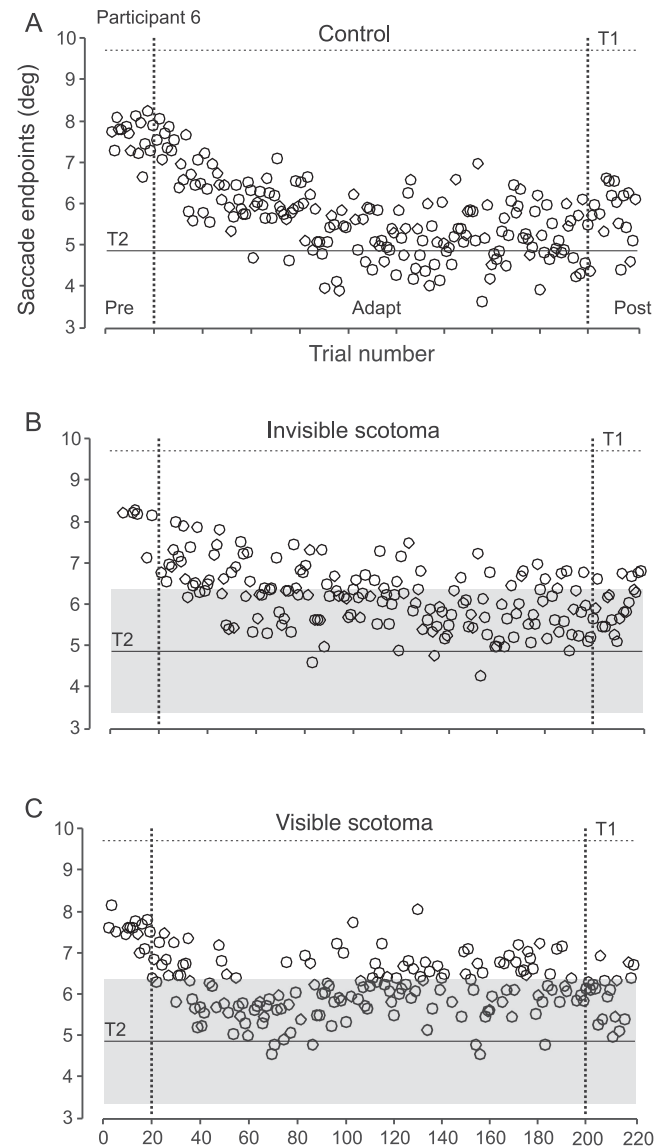 Participant 6
A
Control
T1
10
9
8
7
6
5
4
3
Saccade endpoints (deg)
T2
Pre
Adapt
Post
Trial number
B
Invisible scotoma
T1
10
9
8
7
6
5
4
3
T2
C
Visible scotoma
T1
10
9
8
7
6
5
4
3
T2
0 20 40 60 80 100 120 140 160 180 200 220